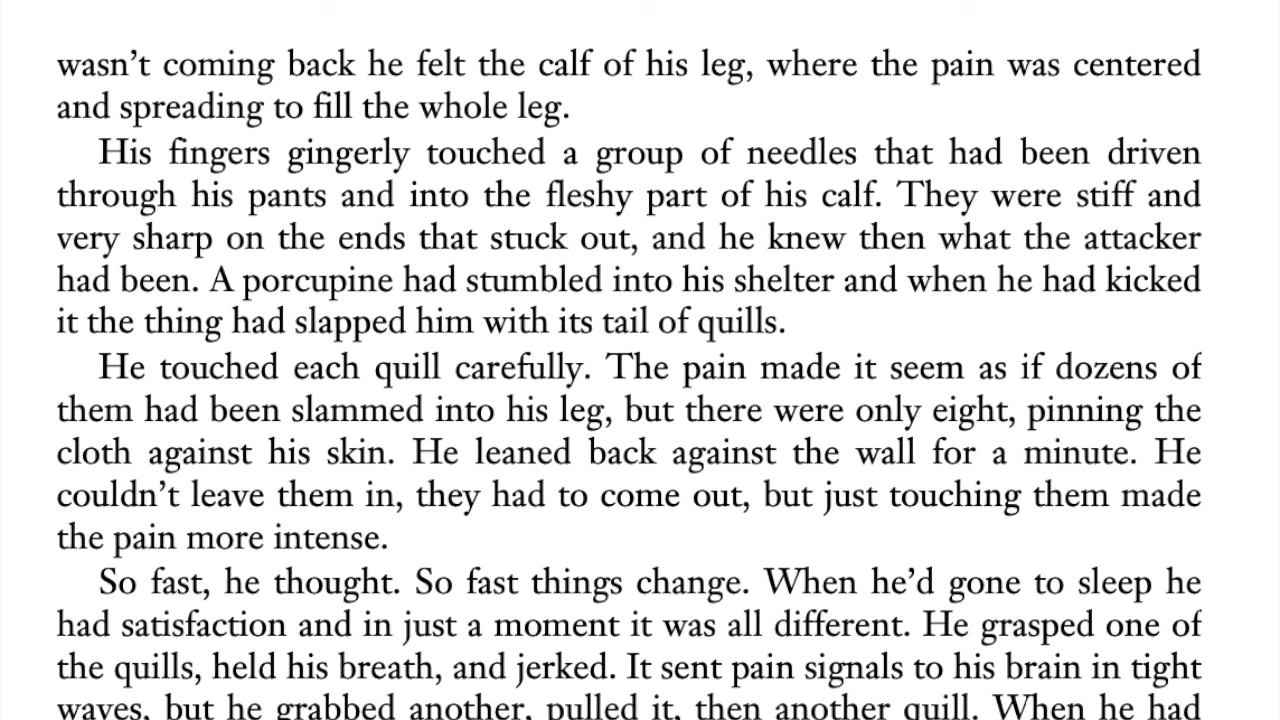 wasn’t coming back he felt the calf of his leg, where the pain was centered
and spreading to fill the whole leg.
His fingers gingerly touched a group of needles that had been driven
through his pants and into the fleshy part of his calf. They were stiff and
very sharp on the ends that stuck out, and he knew then what the attacker
had been. A porcupine had stumbled into his shelter and when he had kicked
it the thing had slapped him with its tail of quills.
He touched each quill carefully. The pain made it seem as if dozens of
them had been slammed into his leg, but there were only eight, pinning the
cloth against his skin. He leaned back against the wall for a minute. He
couldn’t leave them in, they had to come out, but just touching them made
the pain more intense.
So fast, he thought. So fast things change. When he’d gone to sleep he
had satisfaction and in just a moment it was all different. He grasped one of
the quills, held his breath, and jerked. It sent pain signals to his brain in tight
waves, but he grabbed another, pulled it, then another quill. When he had